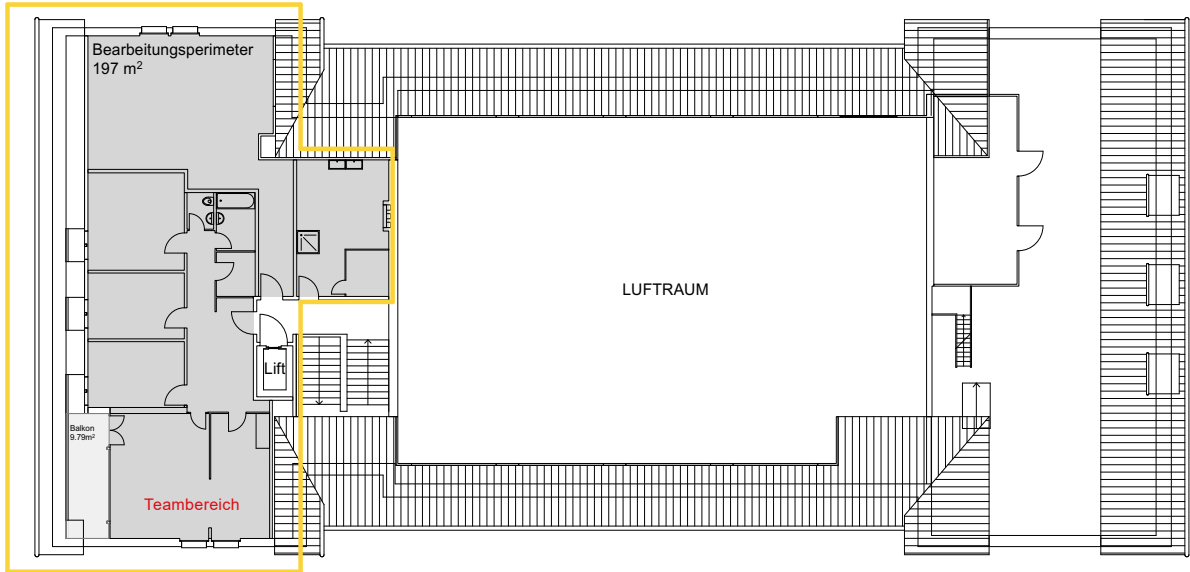 Bearbeitungsperimeter
197 m²
LUFTRAUM
Lift
Balkon
9.79m²
Teambereich